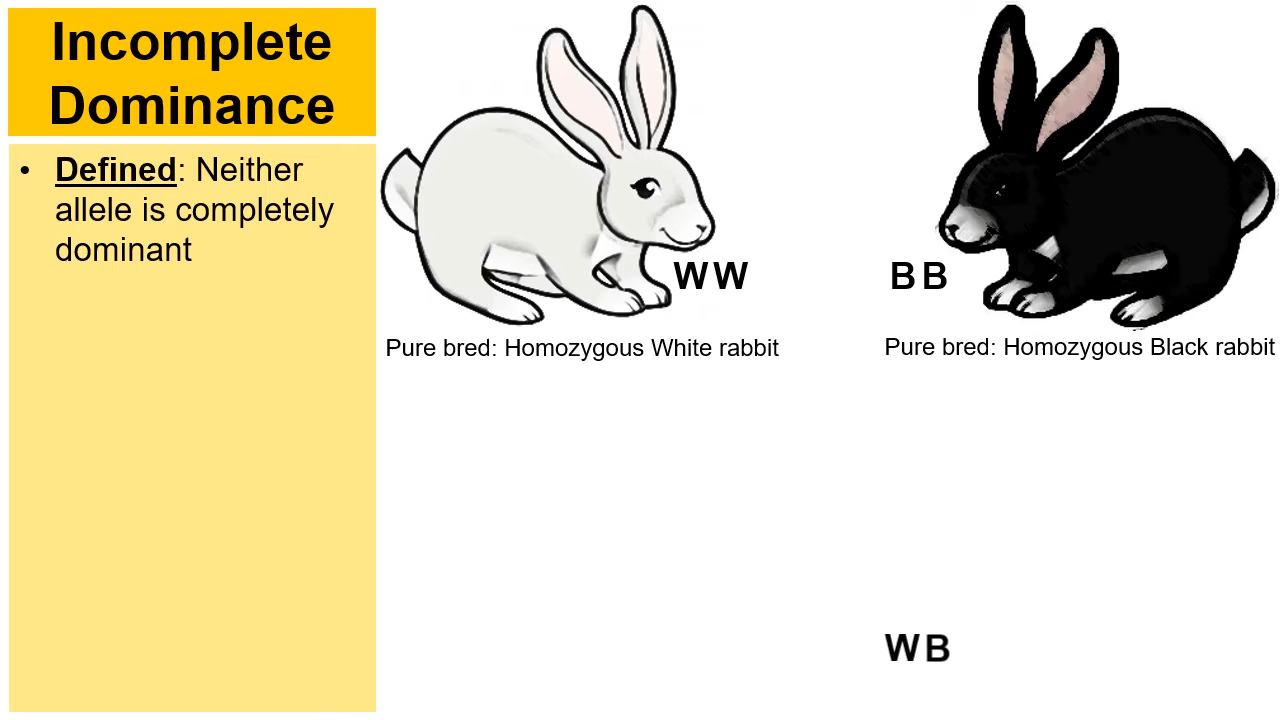 Incomplete
Dominance
• Defined: Neither
allele is completely
dominant
WW
BB
Pure bred: Homozygous White rabbit
Pure bred: Homozygous Black rabbit
WB